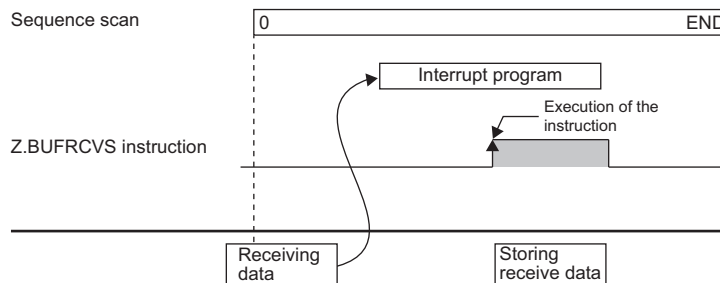 Sequence scan
0 END
Interrupt program
Execution of the
instruction
Z.BUFRCVS instruction
Receiving
data
Storing
receive data